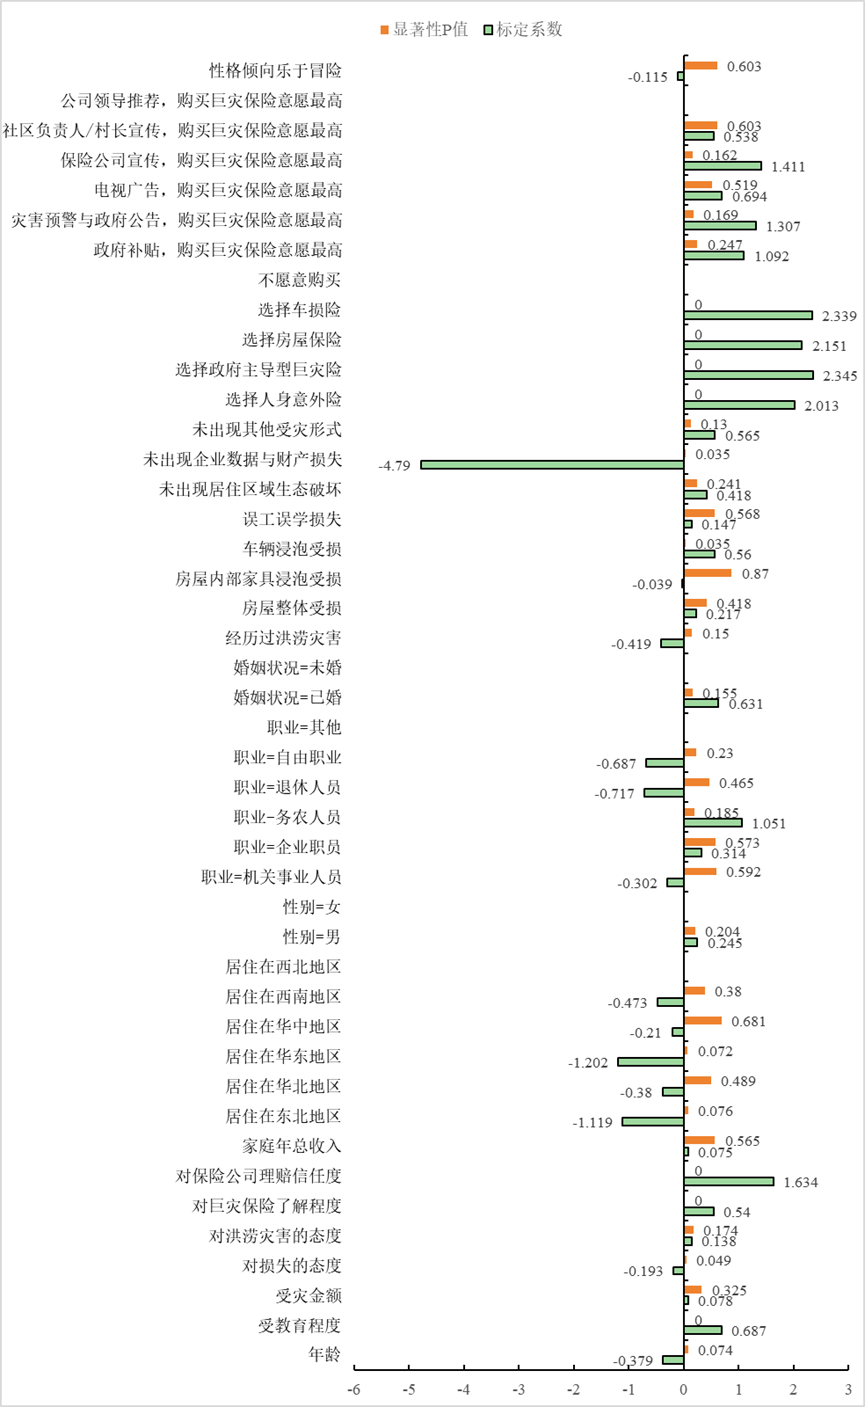 显著性P值 标定系数
性格倾向乐于冒险 -0.115 0.603
公司领导推荐，购买巨灾保险意愿最高
社区负责人/村长宣传，购买巨灾保险意愿最高 0.603 0.538
保险公司宣传，购买巨灾保险意愿最高 0.162 1.411
电视广告，购买巨灾保险意愿最高 0.519 0.694
灾害预警与政府公告，购买巨灾保险意愿最高 0.169 1.307
政府补贴，购买巨灾保险意愿最高 0.247 1.092
不愿意购买
选择车损险 0 2.339
选择房屋保险 0 2.151
选择政府主导型巨灾险 0 2.345
选择人身意外险 0 2.013
未出现其他受灾形式 0.13 0.565
未出现企业数据与财产损失 -4.79 0.035
未出现居住区域生态破坏 0.241 0.418
误工误学损失 0.568 0.147
车辆浸泡受损 0.035 0.56
房屋内部家具浸泡受损 -0.039 0.87
房屋整体受损 0.418 0.217
经历过洪涝灾害 -0.419 0.15
婚姻状况=未婚
婚姻状况=已婚 0.155 0.631
职业=其他
职业=自由职业 -0.687 0.23
职业=退休人员 -0.717 0.465
职业-务农人员 0.185 1.051
职业=企业职员 0.573 0.314
职业=机关事业人员 -0.302 0.592
性别=女
性别=男 0.204 0.245
居住在西北地区
居住在西南地区 -0.473 0.38
居住在华中地区 -0.21 0.681
居住在华东地区 -1.202 0.072
居住在华北地区 -0.38 0.489
居住在东北地区 -1.119 0.076
家庭年总收入 0.565 0.075
对保险公司理赔信任度 0 1.634
对巨灾保险了解程度 0 0.54
对洪涝灾害的态度 0.174 0.138
对损失的态度 -0.193 0.049
受灾金额 0.325 0.078
受教育程度 0 0.687
年龄 -0.379 0.074
-6 -5 -4 -3 -2 -1 0 1 2 3